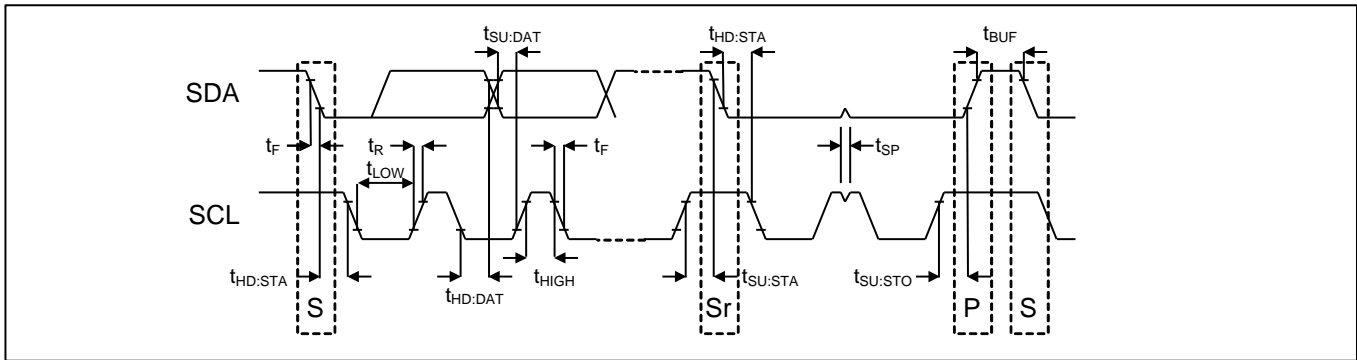 tSU:DAT tHD:STA tBUF
SDA
tF tR tF tSP
tLOW
SCL
tHD:STA tHD:DAT tHIGH tSU:STA tSU:STO
S Sr P S